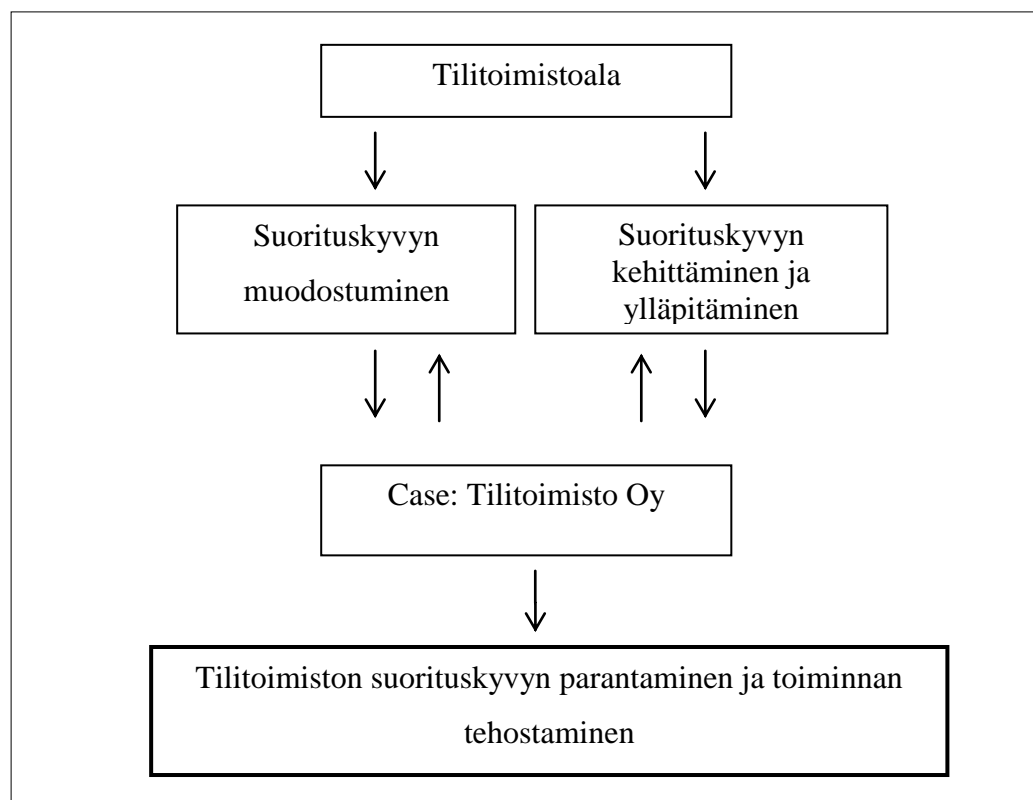 Tilitoimistoala
Suorituskyvyn
muodostuminen
Suorituskyvyn
kehittäminen ja
ylläpitäminen
Case: Tilitoimisto Oy
Tilitoimiston suorituskyvyn parantaminen ja toiminnan
tehostaminen